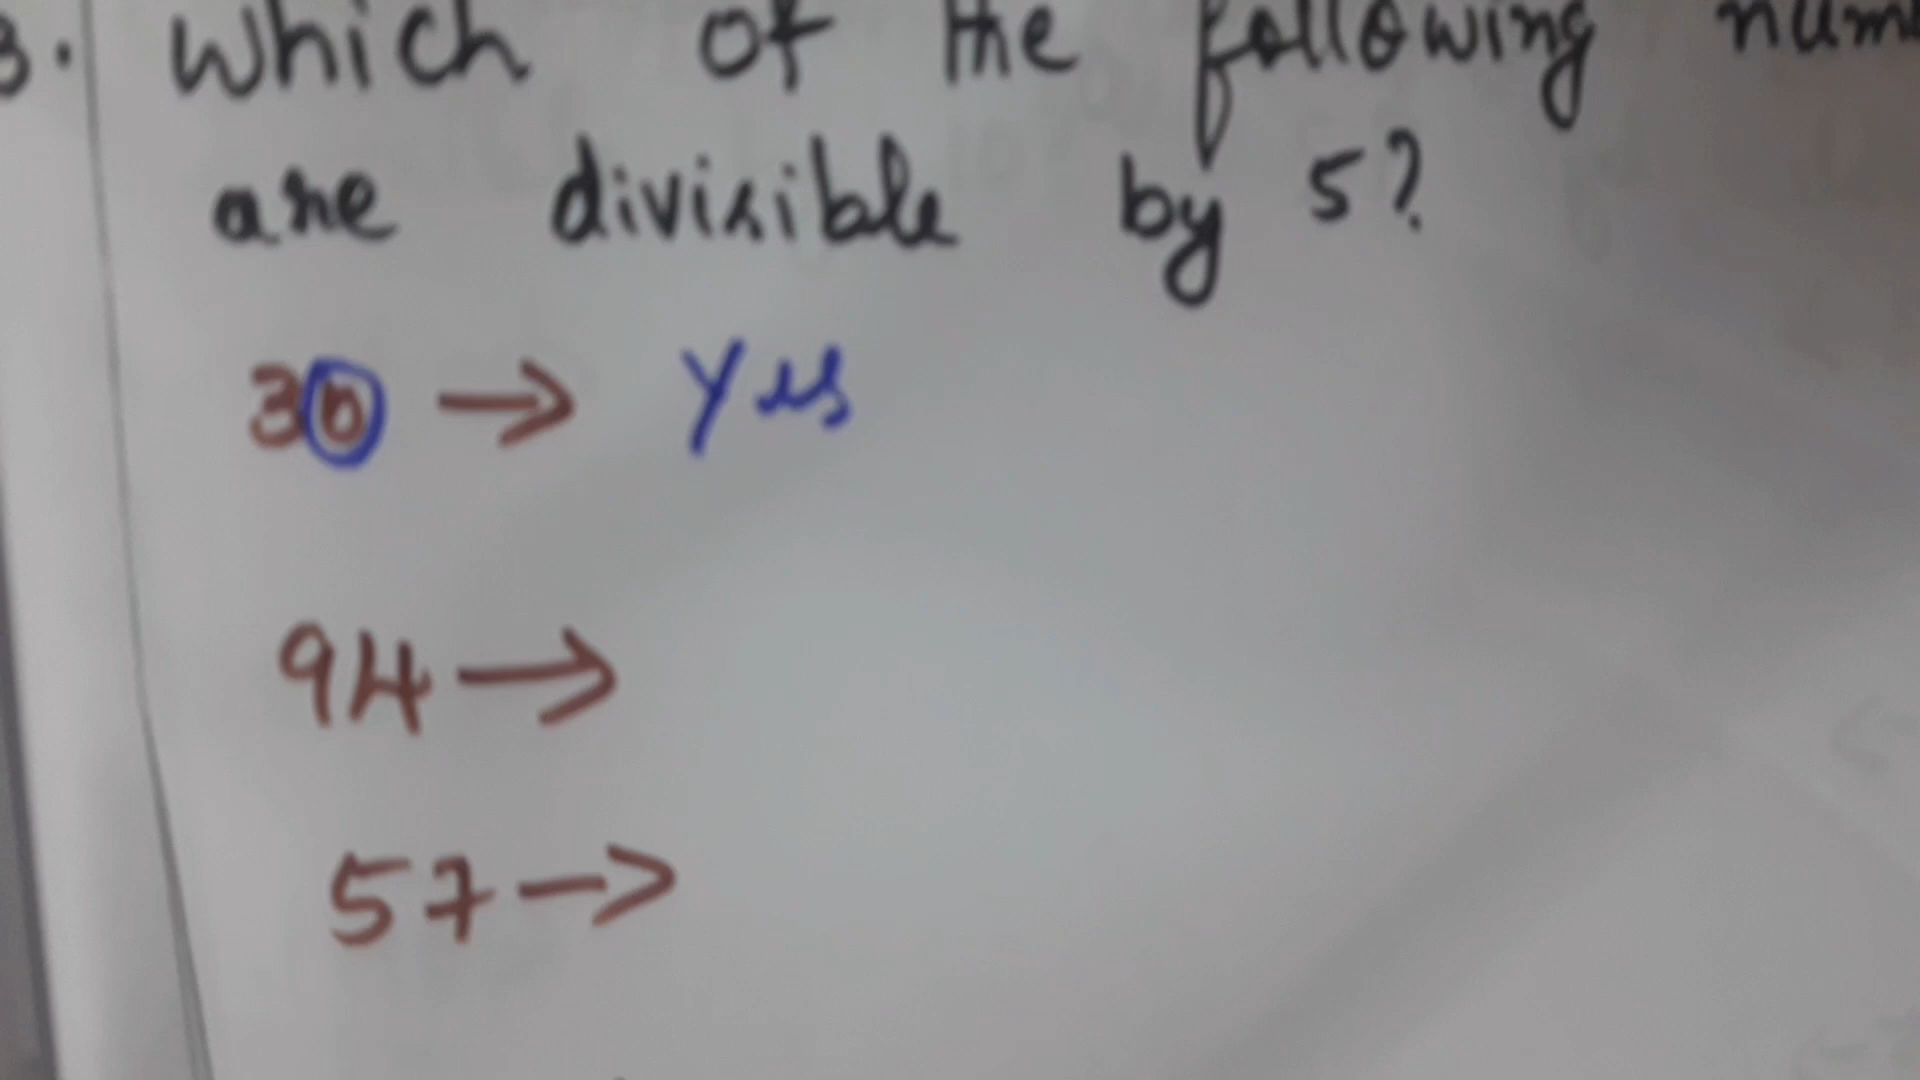 3. Which of the following
are divisible by 5?
30 → Yes
94 →
57 →